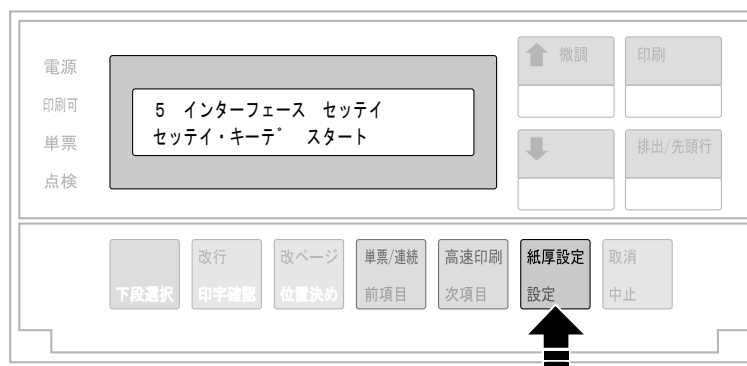 電源
印刷可
単票
点検
5 インターフェース セッテイ
セッテイ・キーデ スタート
微調
印刷
排出/先頭行
下段選択
改行
印字確認
改ページ
位置決め
単票/連続
前項目
高速印刷
次項目
紙厚設定
設定
取消
中止